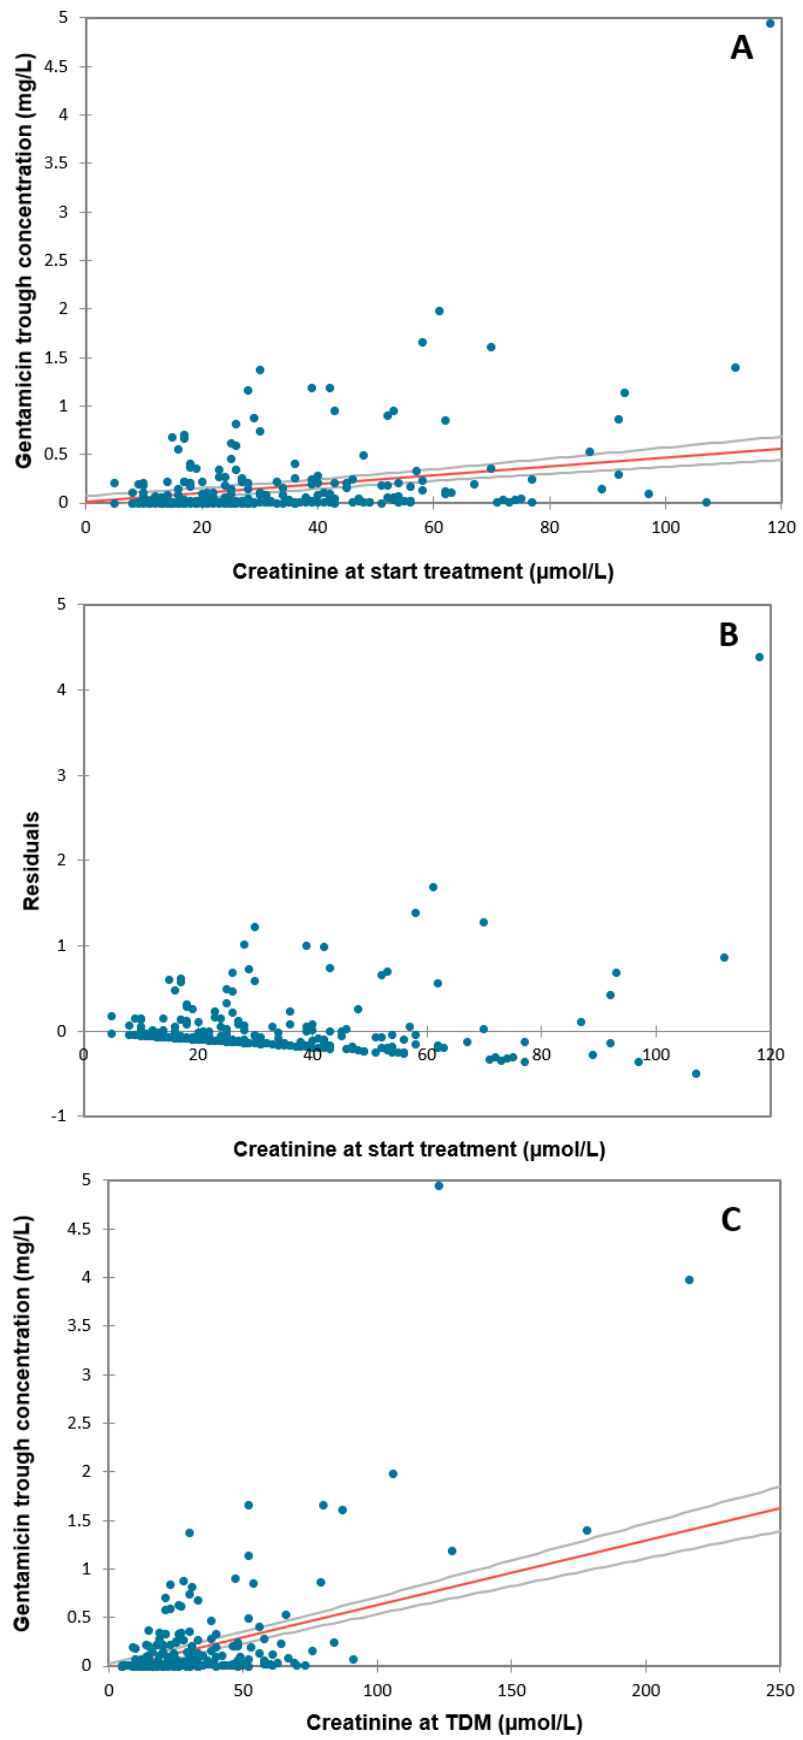 A
Gentamicin trough concentration (mg/L)
5
4.5
4
3.5
3
2.5
2
1.5
1
0.5
0
0 20 40 60 80 100 120
Creatinine at start treatment (µmol/L)
B
Residuals
5
4
3
2
1
0
-1
0 20 40 60 80 100 120
Creatinine at start treatment (µmol/L)
C
Gentamicin trough concentration (mg/L)
5
4.5
4
3.5
3
2.5
2
1.5
1
0.5
0
0 50 100 150 200 250
Creatinine at TDM (µmol/L)